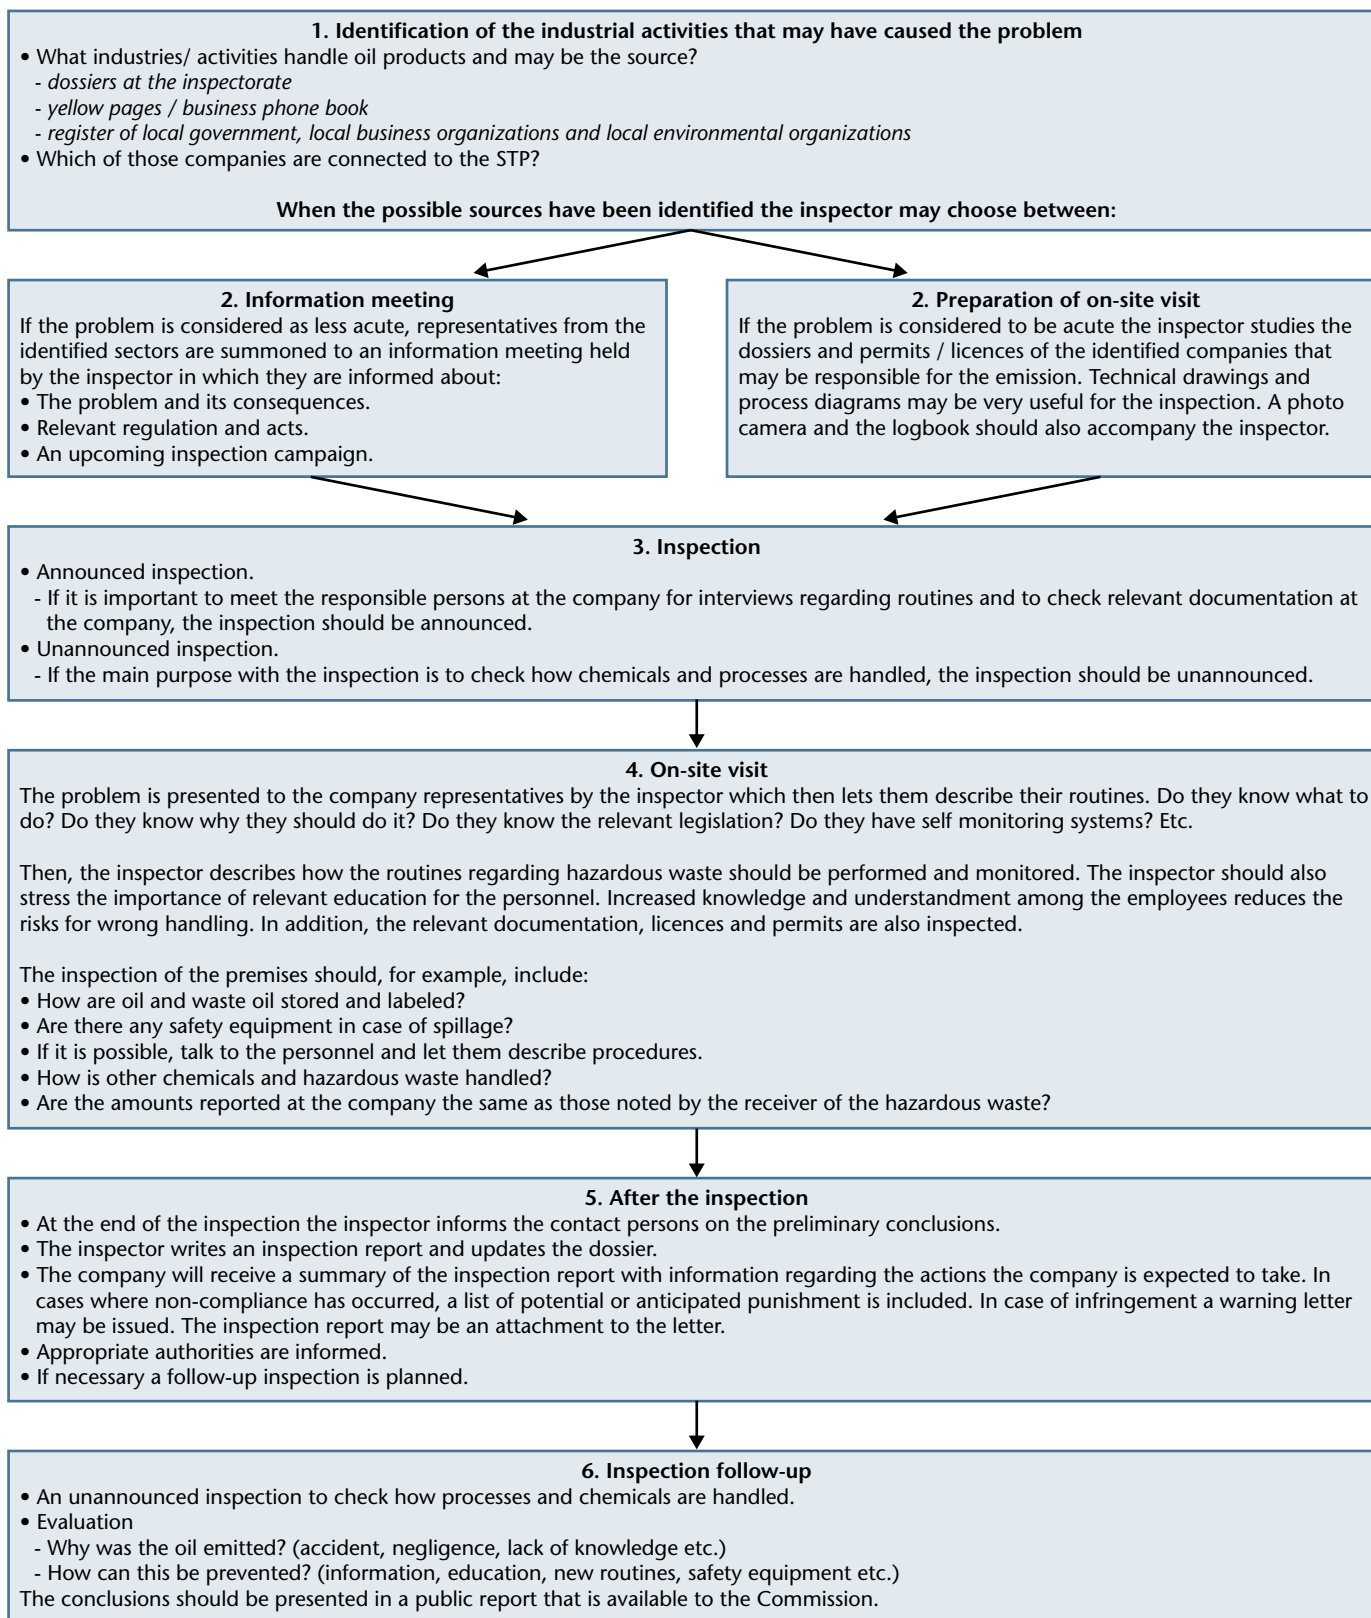 1. Identification of the industrial activities that may have caused the problem
• What industries/ activities handle oil products and may be the source?
- dossiers at the inspectorate
- yellow pages / business phone book
- register of local government, local business organizations and local environmental organizations
• Which of those companies are connected to the STP?
When the possible sources have been identified the inspector may choose between:
2. Information meeting
If the problem is considered as less acute, representatives from the
identified sectors are summoned to an information meeting held
by the inspector in which they are informed about:
• The problem and its consequences.
• Relevant regulation and acts.
• An upcoming inspection campaign.
2. Preparation of on-site visit
If the problem is considered to be acute the inspector studies the
dossiers and permits / licences of the identified companies that
may be responsible for the emission. Technical drawings and
process diagrams may be very useful for the inspection. A photo
camera and the logbook should also accompany the inspector.
3. Inspection
• Announced inspection.
- If it is important to meet the responsible persons at the company for interviews regarding routines and to check relevant documentation at
the company, the inspection should be announced.
• Unannounced inspection.
- If the main purpose with the inspection is to check how chemicals and processes are handled, the inspection should be unannounced.
4. On-site visit
The problem is presented to the company representatives by the inspector which then lets them describe their routines. Do they know what to
do? Do they know why they should do it? Do they know the relevant legislation? Do they have self monitoring systems? Etc.
Then, the inspector describes how the routines regarding hazardous waste should be performed and monitored. The inspector should also
stress the importance of relevant education for the personnel. Increased knowledge and understandment among the employees reduces the
risks for wrong handling. In addition, the relevant documentation, licences and permits are also inspected.
The inspection of the premises should, for example, include:
• How are oil and waste oil stored and labeled?
• Are there any safety equipment in case of spillage?
• If it is possible, talk to the personnel and let them describe procedures.
• How is other chemicals and hazardous waste handled?
• Are the amounts reported at the company the same as those noted by the receiver of the hazardous waste?
5. After the inspection
• At the end of the inspection the inspector informs the contact persons on the preliminary conclusions.
• The inspector writes an inspection report and updates the dossier.
• The company will receive a summary of the inspection report with information regarding the actions the company is expected to take. In
cases where non-compliance has occurred, a list of potential or anticipated punishment is included. In case of infringement a warning letter
may be issued. The inspection report may be an attachment to the letter.
• Appropriate authorities are informed.
• If necessary a follow-up inspection is planned.
6. Inspection follow-up
• An unannounced inspection to check how processes and chemicals are handled.
• Evaluation
- Why was the oil emitted? (accident, negligence, lack of knowledge etc.)
- How can this be prevented? (information, education, new routines, safety equipment etc.)
The conclusions should be presented in a public report that is available to the Commission.